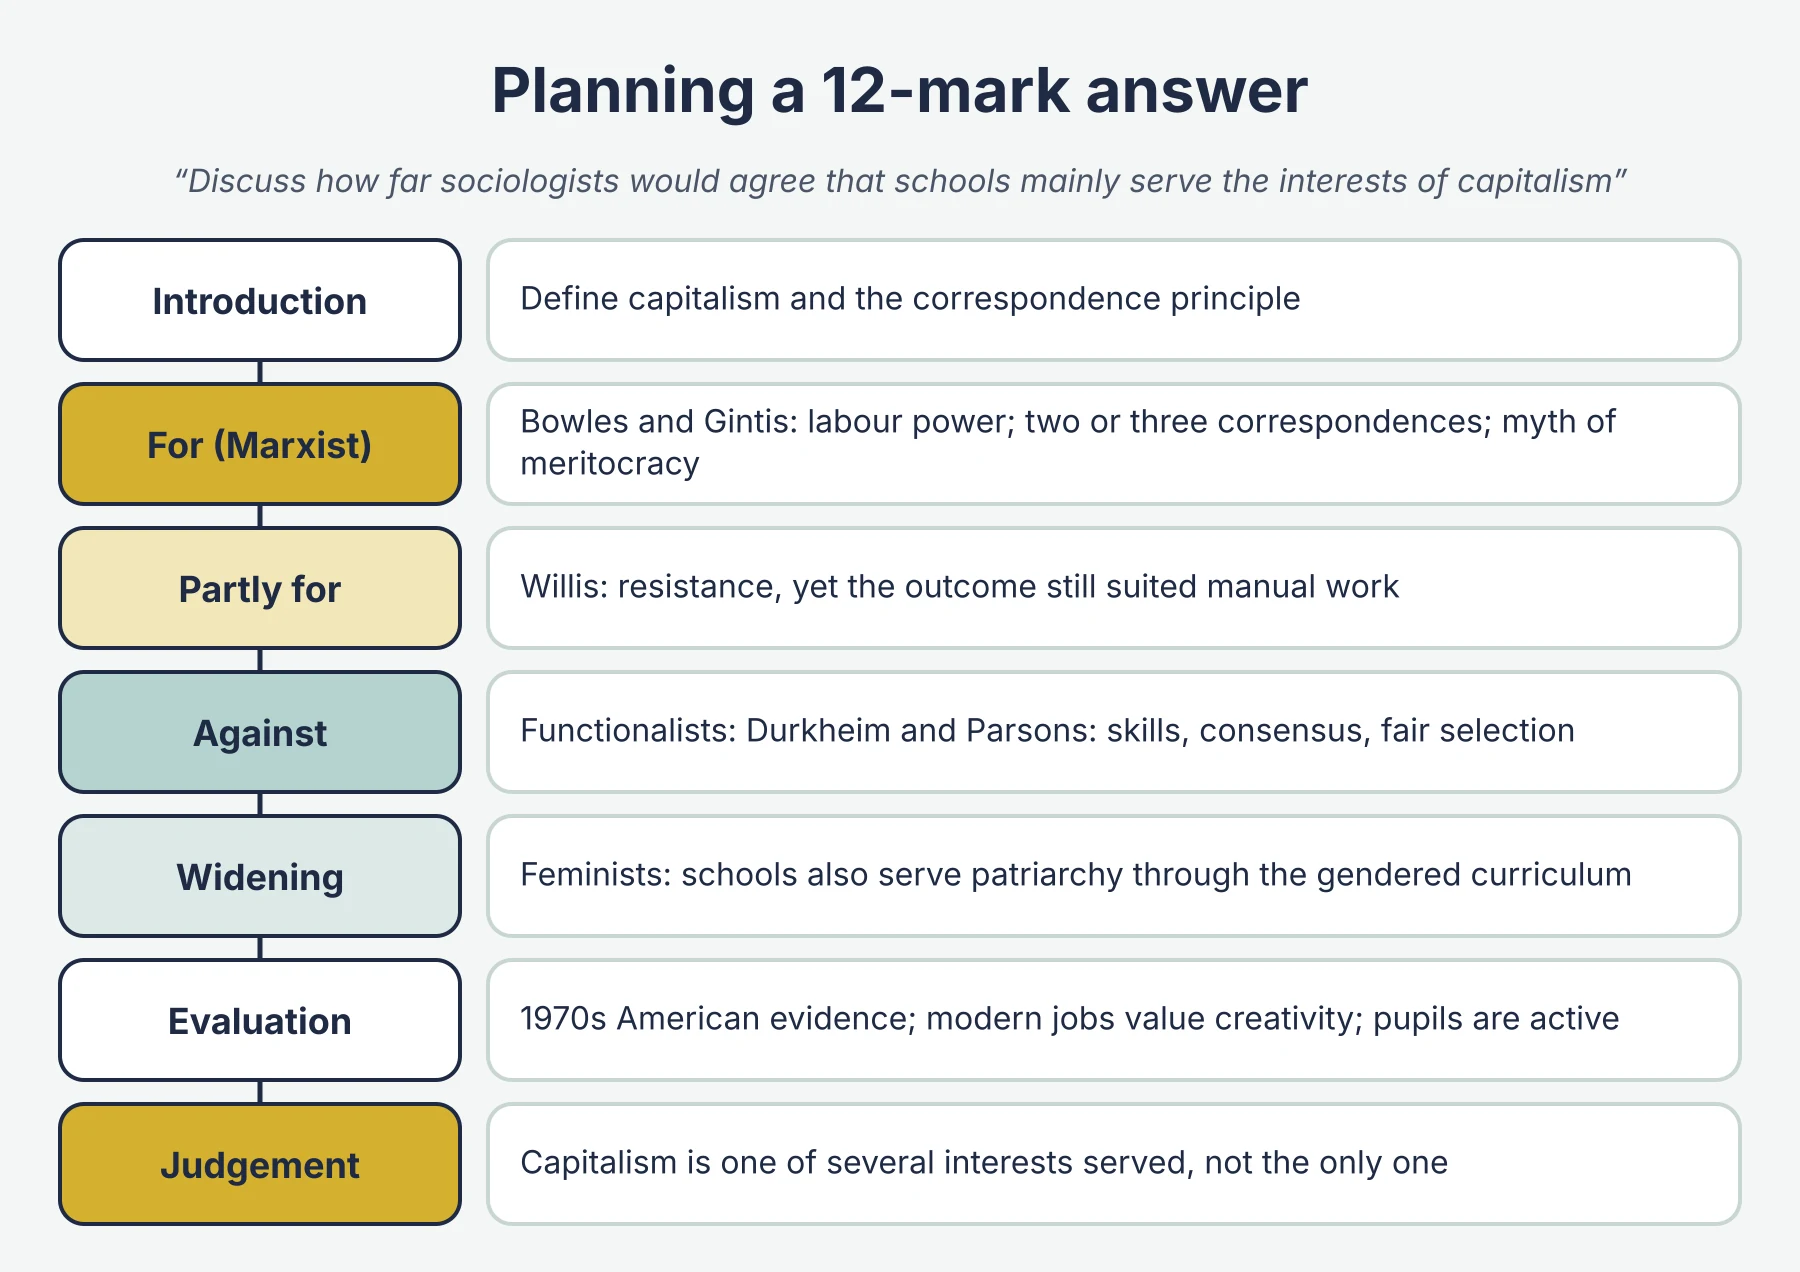 Planning a 12-mark answer
“Discuss how far sociologists would agree that schools mainly serve the interests of capitalism”
Introduction
Define capitalism and the correspondence principle
For (Marxist)
Bowles and Gintis: labour power; two or three correspondences; myth of
meritocracy
Partly for
Willis: resistance, yet the outcome still suited manual work
Against
Functionalists: Durkheim and Parsons: skills, consensus, fair selection
Widening
Feminists: schools also serve patriarchy through the gendered curriculum
Evaluation
1970s American evidence; modern jobs value creativity; pupils are active
Judgement
Capitalism is one of several interests served, not the only one